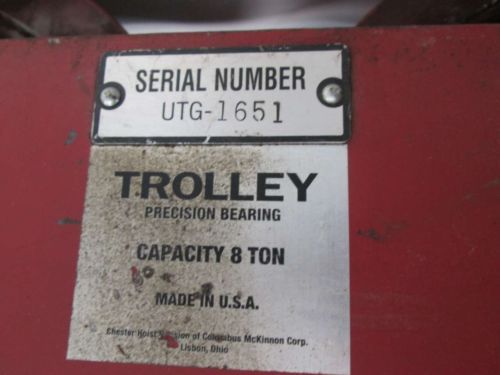 SERIAL NUMBER
UTG-1651
TROLLEY
PRECISION BEARING
CAPACITY 8 TON
MADE IN U.S.A.
Chester Hoist Division of Columbus McKinnon Corp.
Lisbon, Ohio